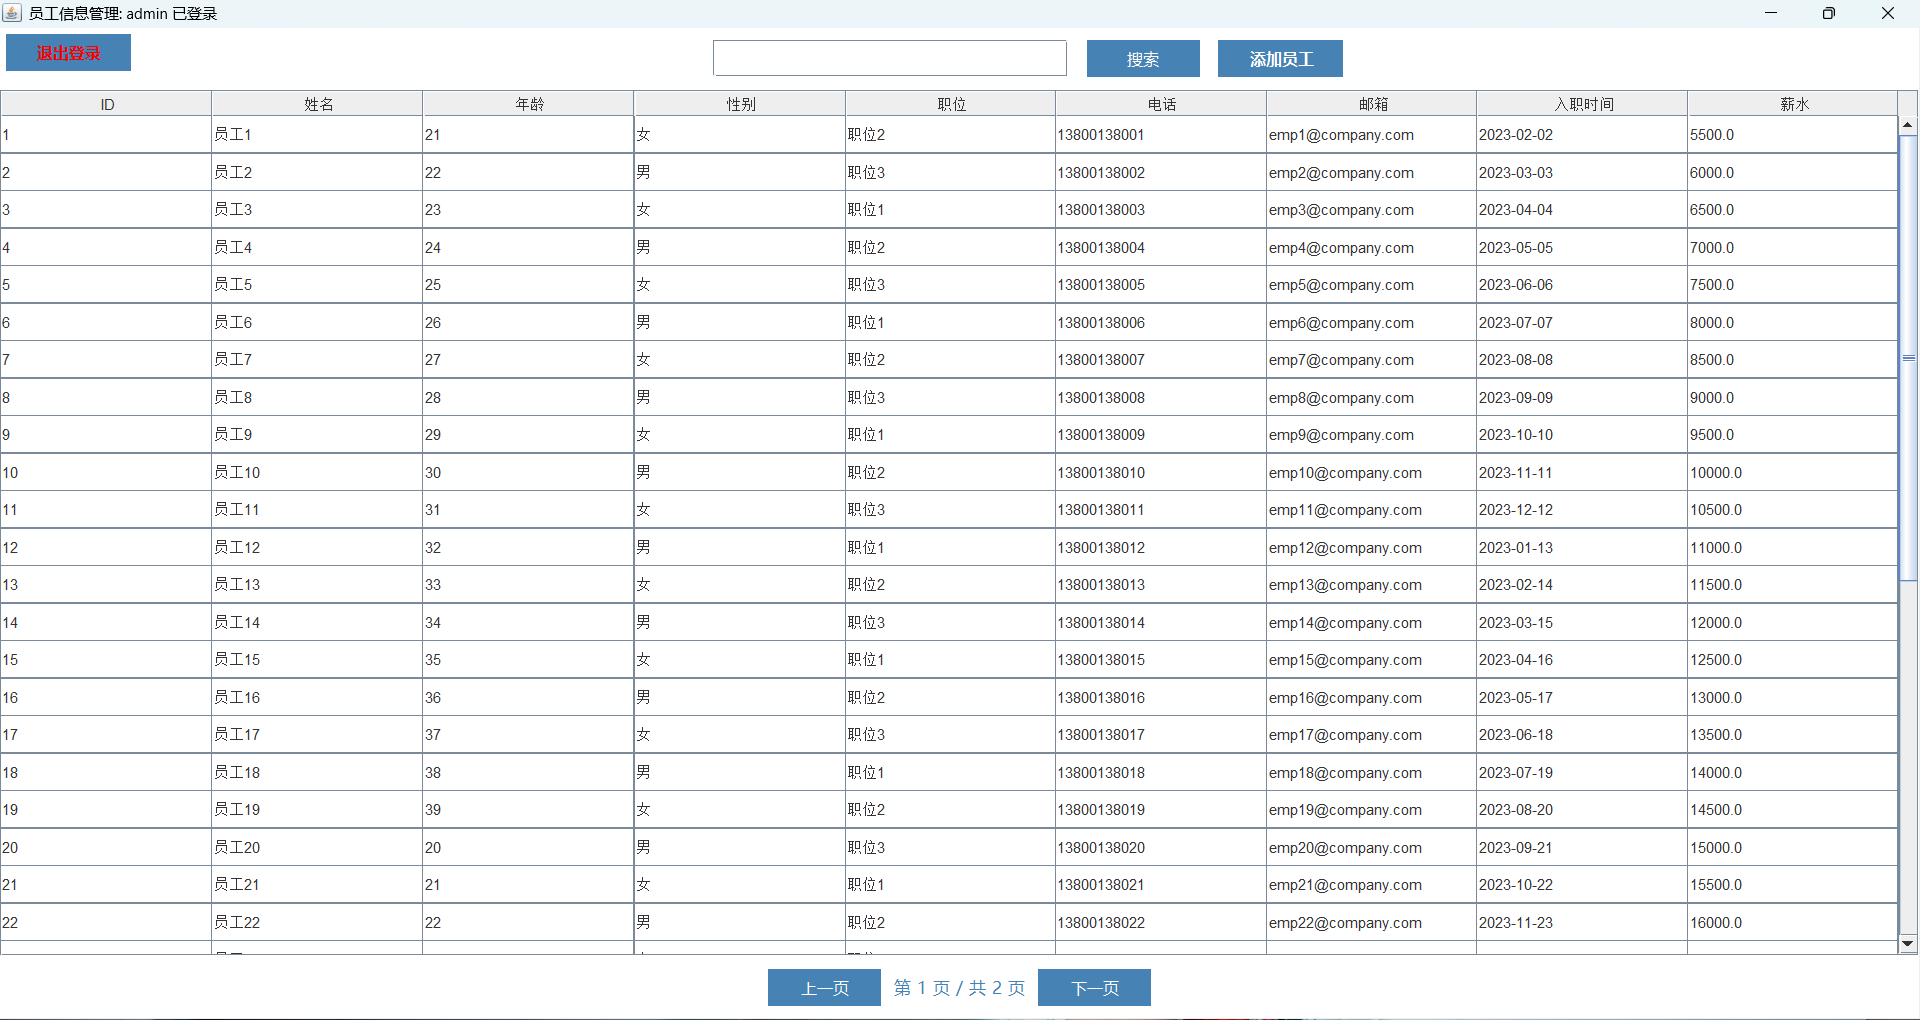 员工信息管理: admin 已登录
退出登录 搜索 添加员工
ID 姓名 年龄 性别 职位 电话 邮箱 入职时间 薪水
1 员工1 21 女 职位2 13800138001 emp1@company.com 2023-02-02 5500.0
2 员工2 22 男 职位3 13800138002 emp2@company.com 2023-03-03 6000.0
3 员工3 23 女 职位1 13800138003 emp3@company.com 2023-04-04 6500.0
4 员工4 24 男 职位2 13800138004 emp4@company.com 2023-05-05 7000.0
5 员工5 25 女 职位3 13800138005 emp5@company.com 2023-06-06 7500.0
6 员工6 26 男 职位1 13800138006 emp6@company.com 2023-07-07 8000.0
7 员工7 27 女 职位2 13800138007 emp7@company.com 2023-08-08 8500.0
8 员工8 28 男 职位3 13800138008 emp8@company.com 2023-09-09 9000.0
9 员工9 29 女 职位1 13800138009 emp9@company.com 2023-10-10 9500.0
10 员工10 30 男 职位2 13800138010 emp10@company.com 2023-11-11 10000.0
11 员工11 31 女 职位3 13800138011 emp11@company.com 2023-12-12 10500.0
12 员工12 32 男 职位1 13800138012 emp12@company.com 2023-01-13 11000.0
13 员工13 33 女 职位2 13800138013 emp13@company.com 2023-02-14 11500.0
14 员工14 34 男 职位3 13800138014 emp14@company.com 2023-03-15 12000.0
15 员工15 35 女 职位1 13800138015 emp15@company.com 2023-04-16 12500.0
16 员工16 36 男 职位2 13800138016 emp16@company.com 2023-05-17 13000.0
17 员工17 37 女 职位3 13800138017 emp17@company.com 2023-06-18 13500.0
18 员工18 38 男 职位1 13800138018 emp18@company.com 2023-07-19 14000.0
19 员工19 39 女 职位2 13800138019 emp19@company.com 2023-08-20 14500.0
20 员工20 20 男 职位3 13800138020 emp20@company.com 2023-09-21 15000.0
21 员工21 21 女 职位1 13800138021 emp21@company.com 2023-10-22 15500.0
22 员工22 22 男 职位2 13800138022 emp22@company.com 2023-11-23 16000.0
上一页 第 1 页 / 共 2 页 下一页